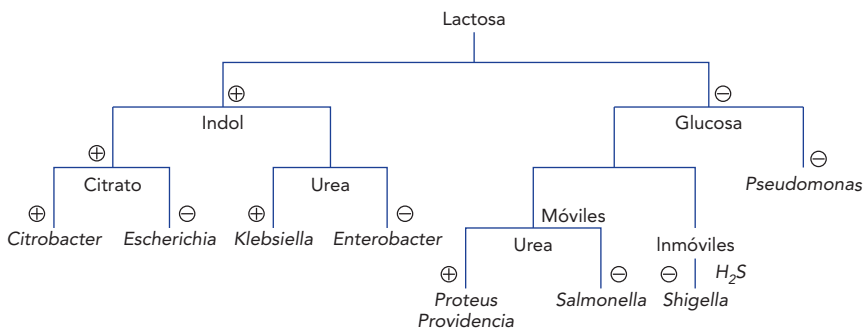 Lactosa
⊕
⊖
Indol
Glucosa
⊕
⊖
Citrato
Urea
Pseudomonas
⊕
⊖
⊕
⊖
Móviles
Citrobacter
Escherichia
Klebsiella
Enterobacter
Urea
Inmóviles
⊕
⊖
⊖
H₂S
Proteus
Providencia
Salmonella
Shigella